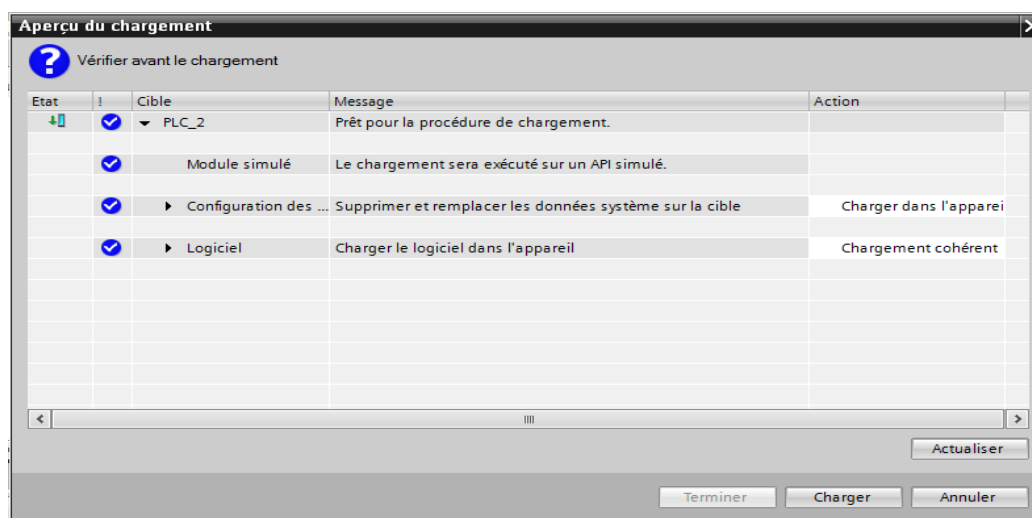 Aperçu du chargement
Vérifier avant le chargement
Etat ! Cible Message Action
PLC_2 Prêt pour la procédure de chargement.
Module simulé Le chargement sera exécuté sur un API simulé.
Configuration des ... Supprimer et remplacer les données système sur la cible Charger dans l'apparei
Logiciel Charger le logiciel dans l'appareil Chargement cohérent
Actualiser
Terminer Charger Annuler